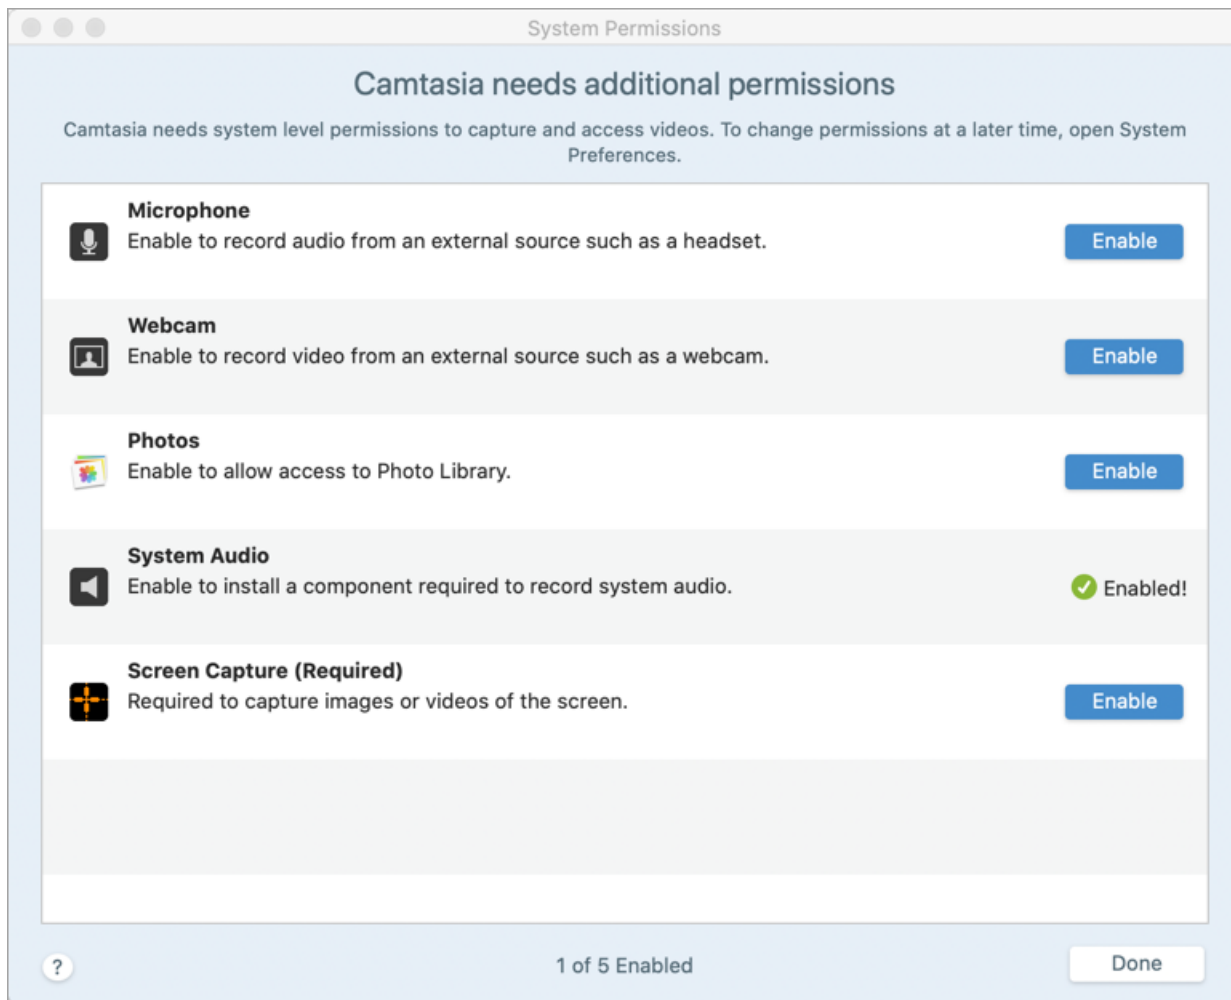 System Permissions
Camtasia needs additional permissions
Camtasia needs system level permissions to capture and access videos. To change permissions at a later time, open System
Preferences.
Microphone
Enable to record audio from an external source such as a headset.
Enable
Webcam
Enable to record video from an external source such as a webcam.
Enable
Photos
Enable to allow access to Photo Library.
Enable
System Audio
Enable to install a component required to record system audio.
Enabled!
Screen Capture (Required)
Required to capture images or videos of the screen.
Enable
?
1 of 5 Enabled
Done